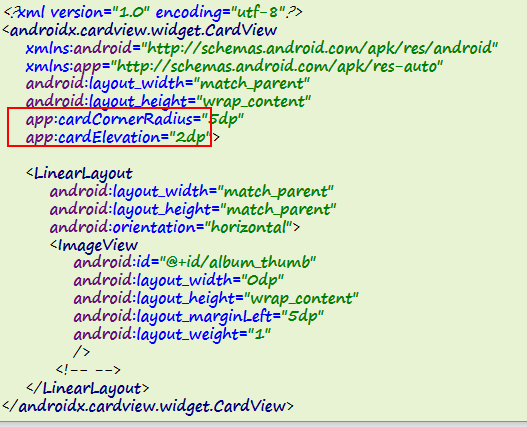 <?xml version="1.0" encoding="utf-8"?>
<androidx.cardview.widget.CardView
xmlns:android="http://schemas.android.com/apk/res/android"
xmlns:app="http://schemas.android.com/apk/res-auto"
android:layout_width="match_parent"
android:layout_height="wrap_content"
app:cardCornerRadius="5dp"
app:cardElevation="2dp">
<LinearLayout
android:layout_width="match_parent"
android:layout_height="match_parent"
android:orientation="horizontal">
<ImageView
android:id="@+id/album_thumb"
android:layout_width="0dp"
android:layout_height="wrap_content"
android:layout_marginLeft="5dp"
android:layout_weight="1"
/>
<!-- -->
</LinearLayout>
</androidx.cardview.widget.CardView>